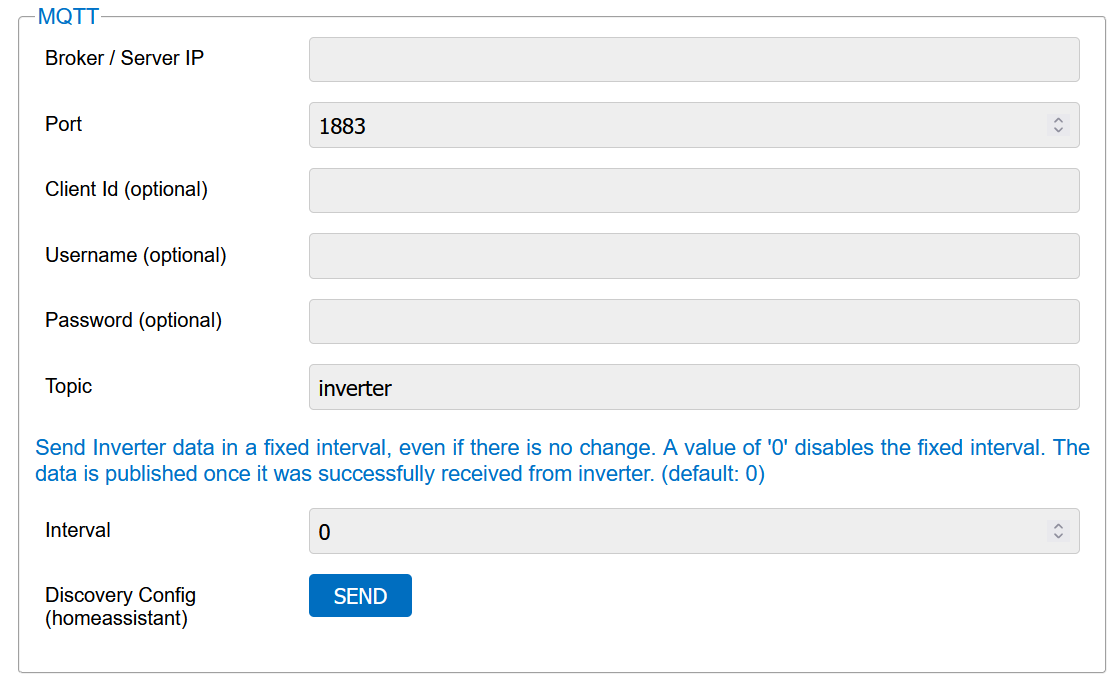 MQTT
Broker / Server IP
Port
1883
Client Id (optional)
Username (optional)
Password (optional)
Topic
inverter
Send Inverter data in a fixed interval, even if there is no change. A value of '0' disables the fixed interval. The
data is published once it was successfully received from inverter. (default: 0)
Interval
0
Discovery Config
(homeassistant)
SEND